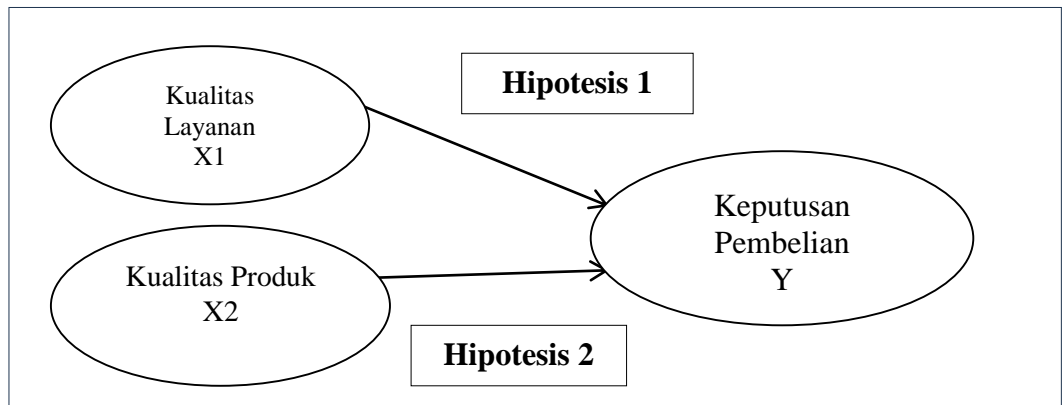 Kualitas
Layanan
X1
Hipotesis 1
Keputusan
Pembelian
Y
Kualitas Produk
X2
Hipotesis 2